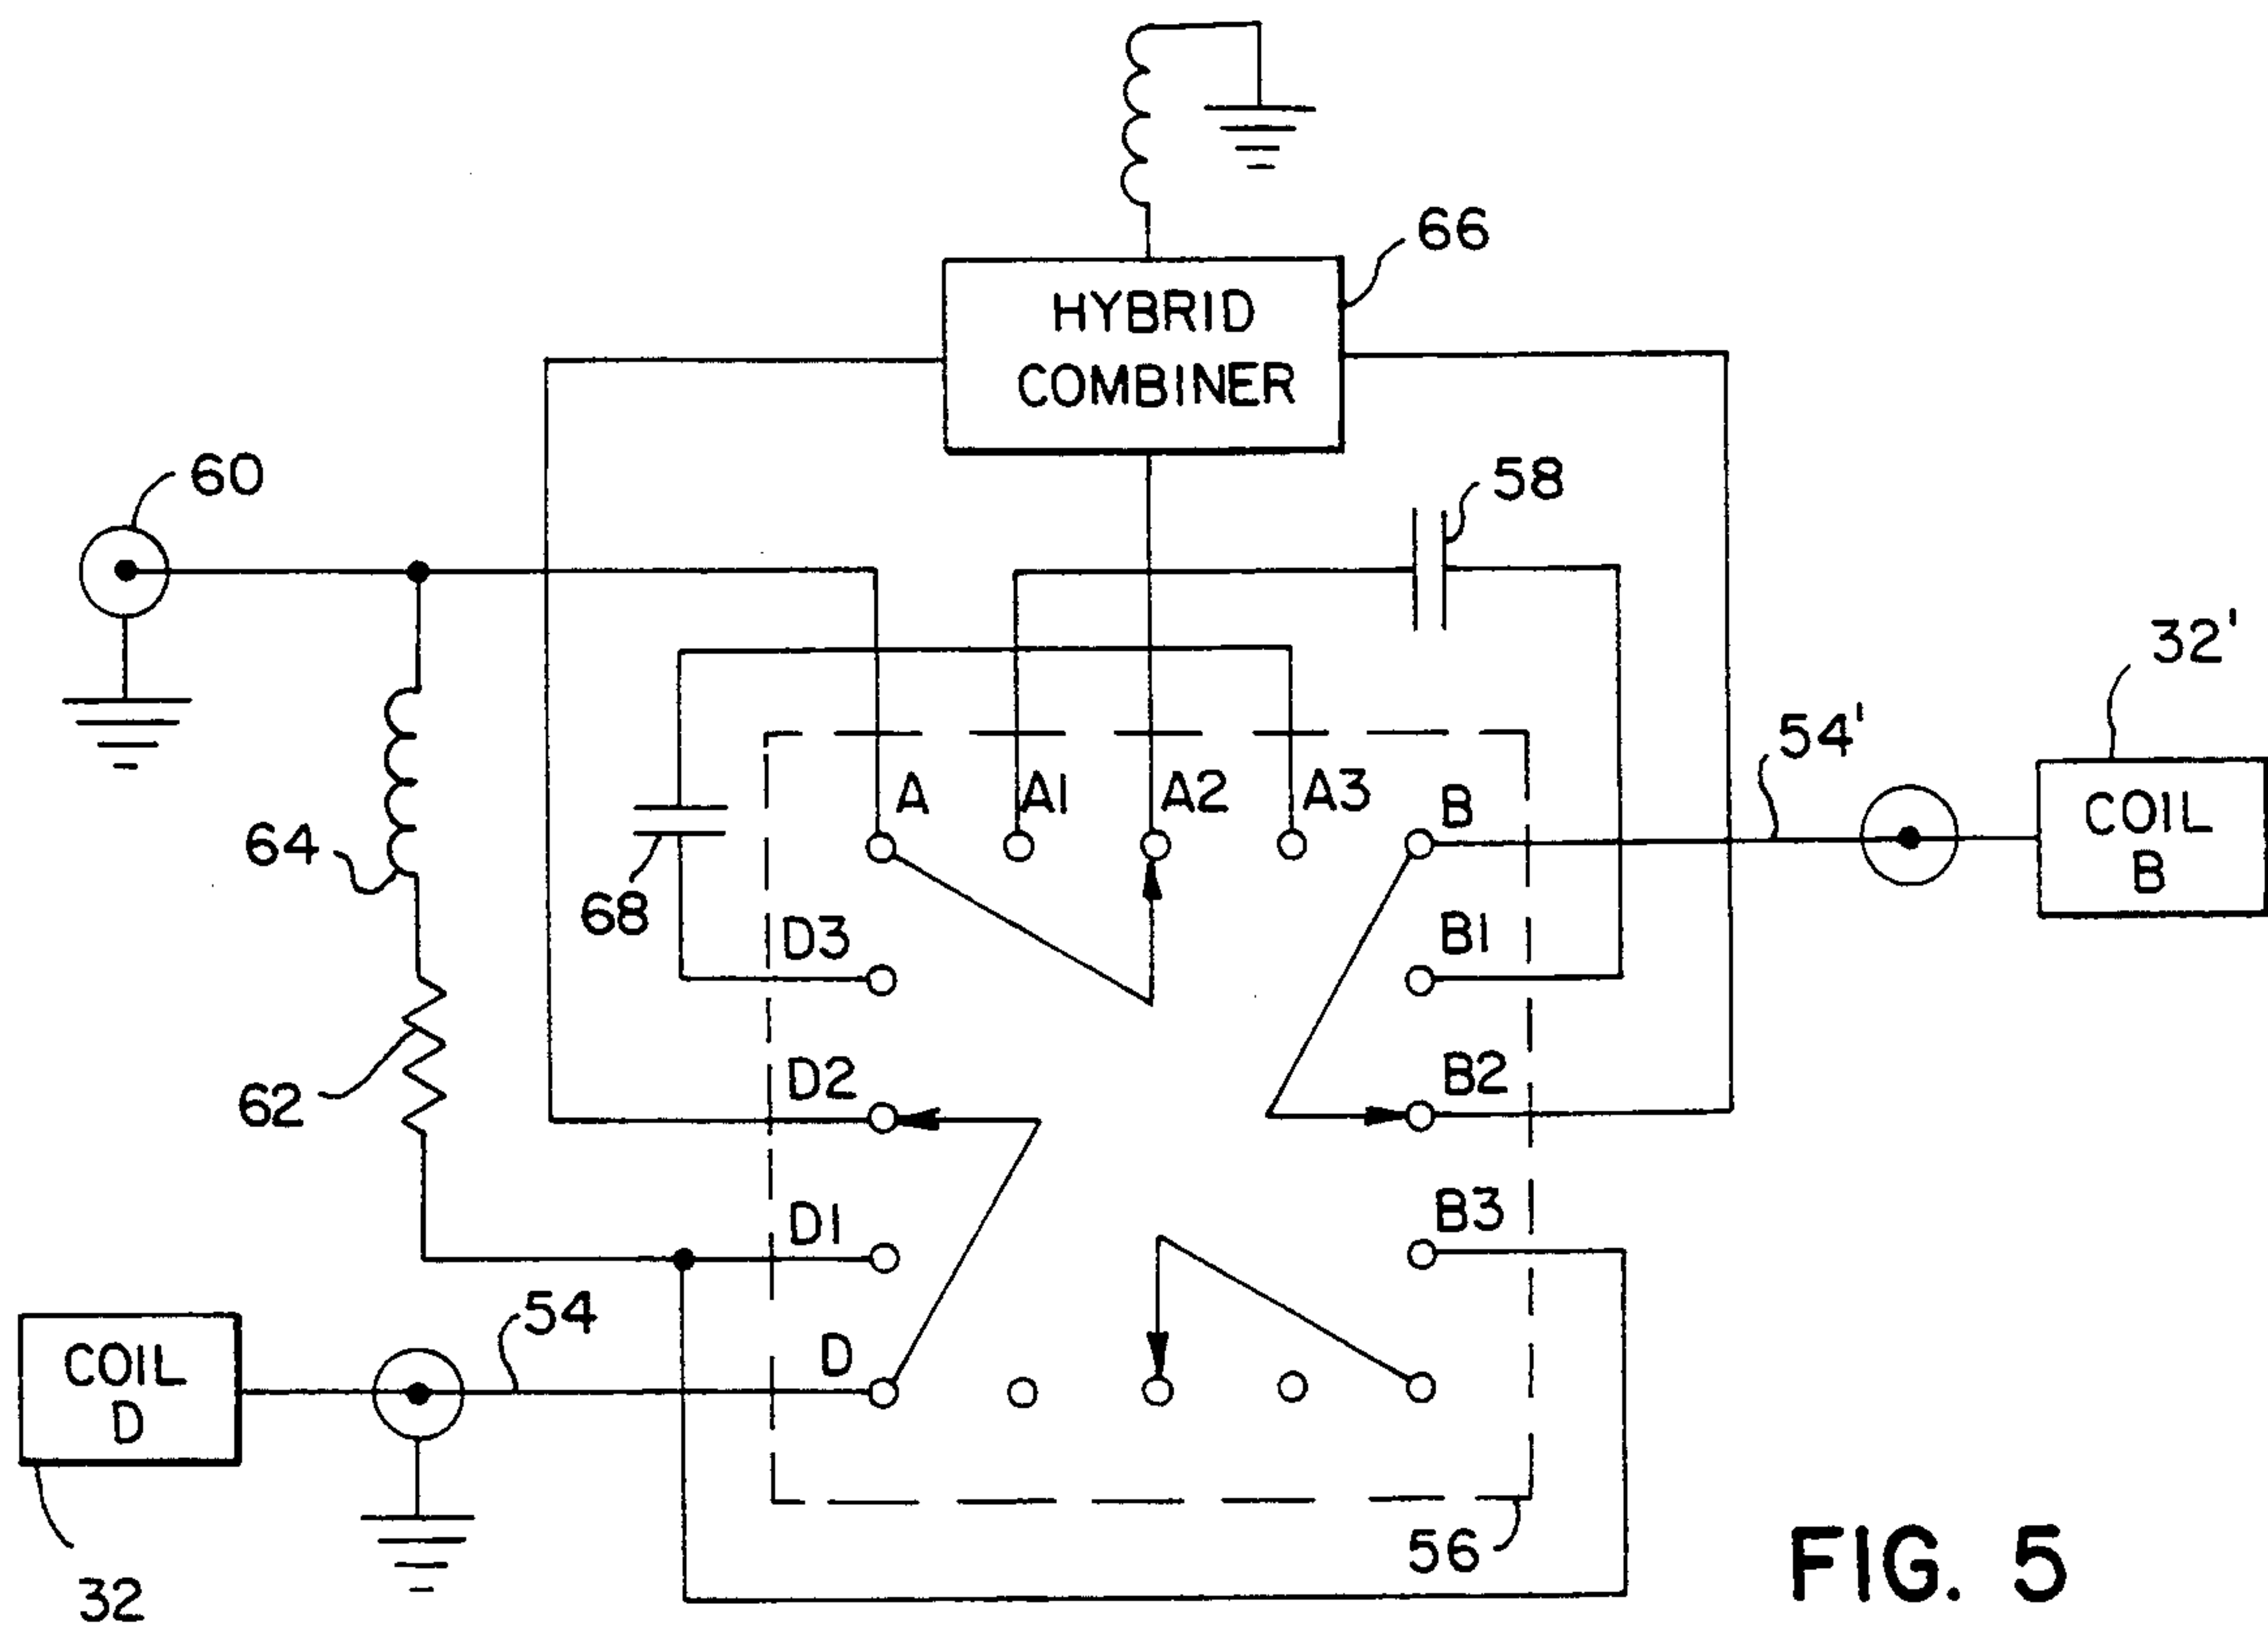 66
HYBRID
COMBINER
60
58
32'
54'
A
A1
A2
A3
B
COIL
B
64
68
D3
B1
62
D2
B2
D1
B3
54
D
COIL
D
56
32
FIG. 5